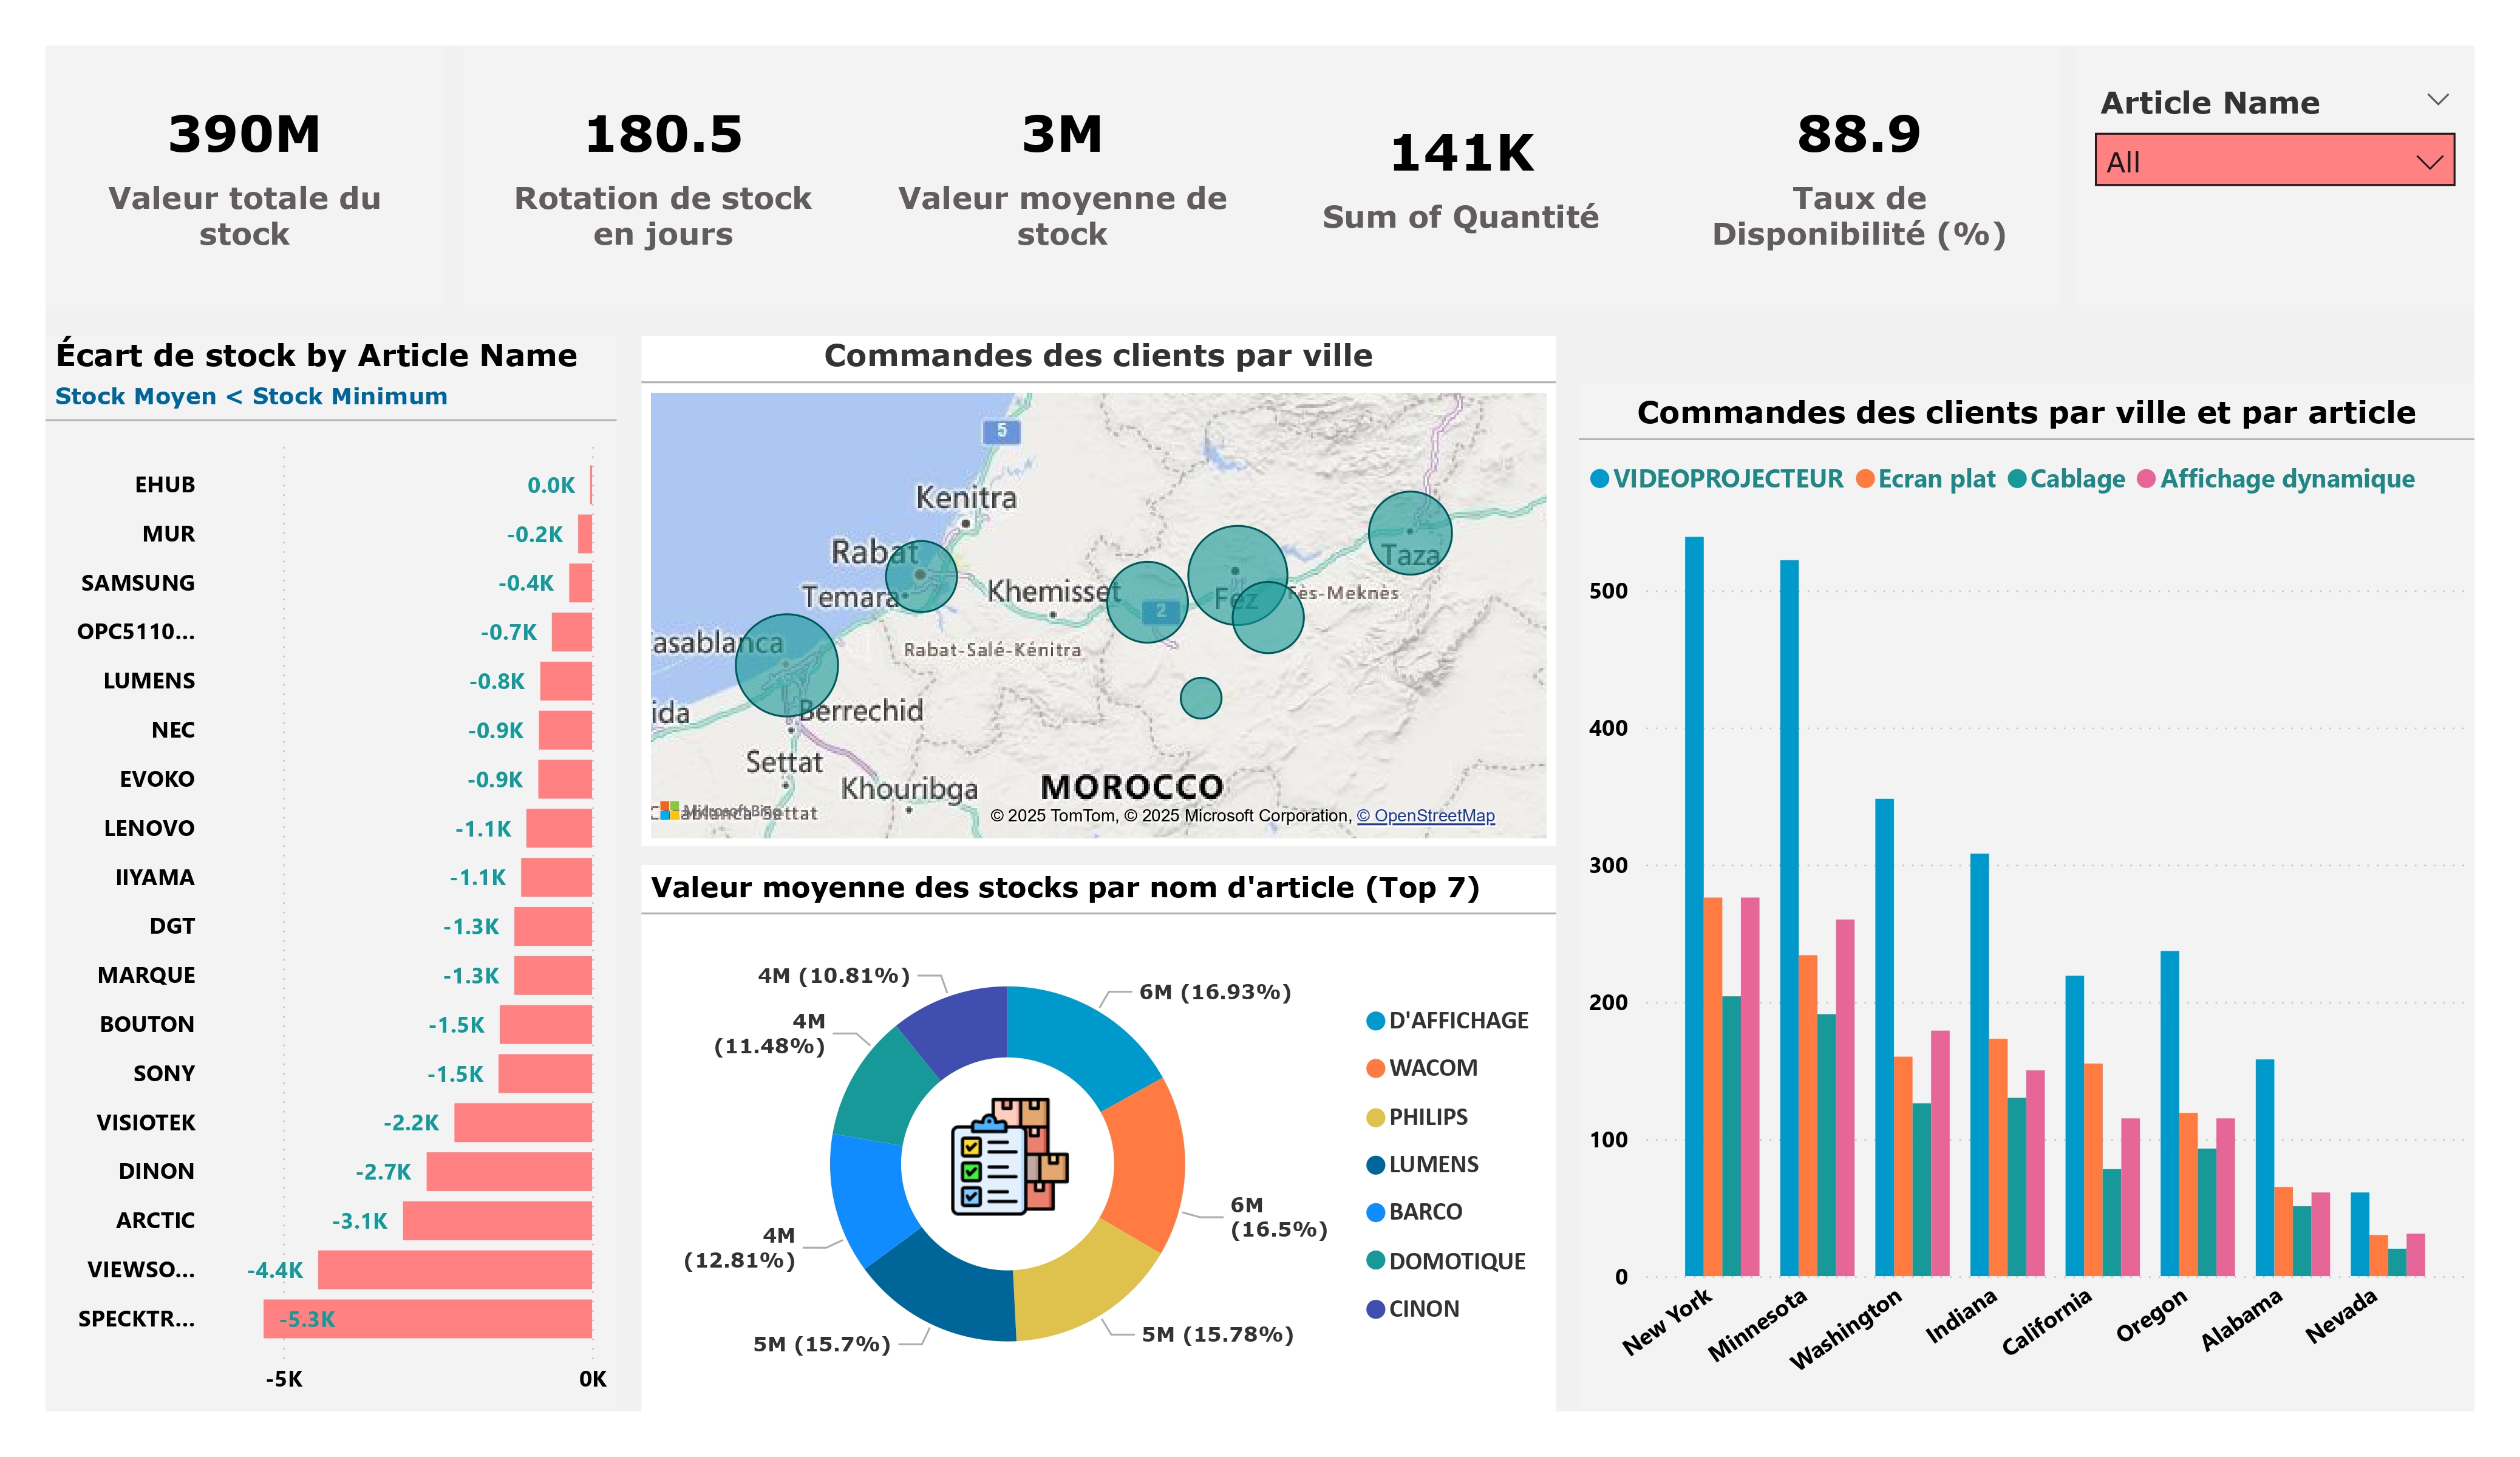 390M
Valeur totale du
stock
180.5
Rotation de stock
en jours
3M
Valeur moyenne de
stock
141K
Sum of Quantité
88.9
Taux de
Disponibilité (%)
Article Name
All
Écart de stock by Article Name
Stock Moyen < Stock Minimum
EHUB 0.0K
MUR -0.2K
SAMSUNG -0.4K
OPC5110... -0.7K
LUMENS -0.8K
NEC -0.9K
EVOKO -0.9K
LENOVO -1.1K
IIYAMA -1.1K
DGT -1.3K
MARQUE -1.3K
BOUTON -1.5K
SONY -1.5K
VISIOTEK -2.2K
DINON -2.7K
ARCTIC -3.1K
VIEWSO... -4.4K
SPECKTR... -5.3K
-5K 0K
Commandes des clients par ville
5
Kenitra
Rabat
Taza
Temara
Khemisset
2
Fez
Fès-Meknès
asablanca
Rabat-Salé-Kénitra
ida
Berrechid
Settat
Khouribga
MOROCCO
Microsoft Bing
© 2025 TomTom, © 2025 Microsoft Corporation, © OpenStreetMap
Valeur moyenne des stocks par nom d'article (Top 7)
6M (16.93%)
6M
(16.5%)
5M (15.78%)
5M (15.7%)
4M
(12.81%)
4M
(11.48%)
4M (10.81%)
D'AFFICHAGE
WACOM
PHILIPS
LUMENS
BARCO
DOMOTIQUE
CINON
Commandes des clients par ville et par article
VIDEOPROJECTEUR Ecran plat Cablage Affichage dynamique
500
400
300
200
100
0
New York
Minnesota
Washington
Indiana
California
Oregon
Alabama
Nevada